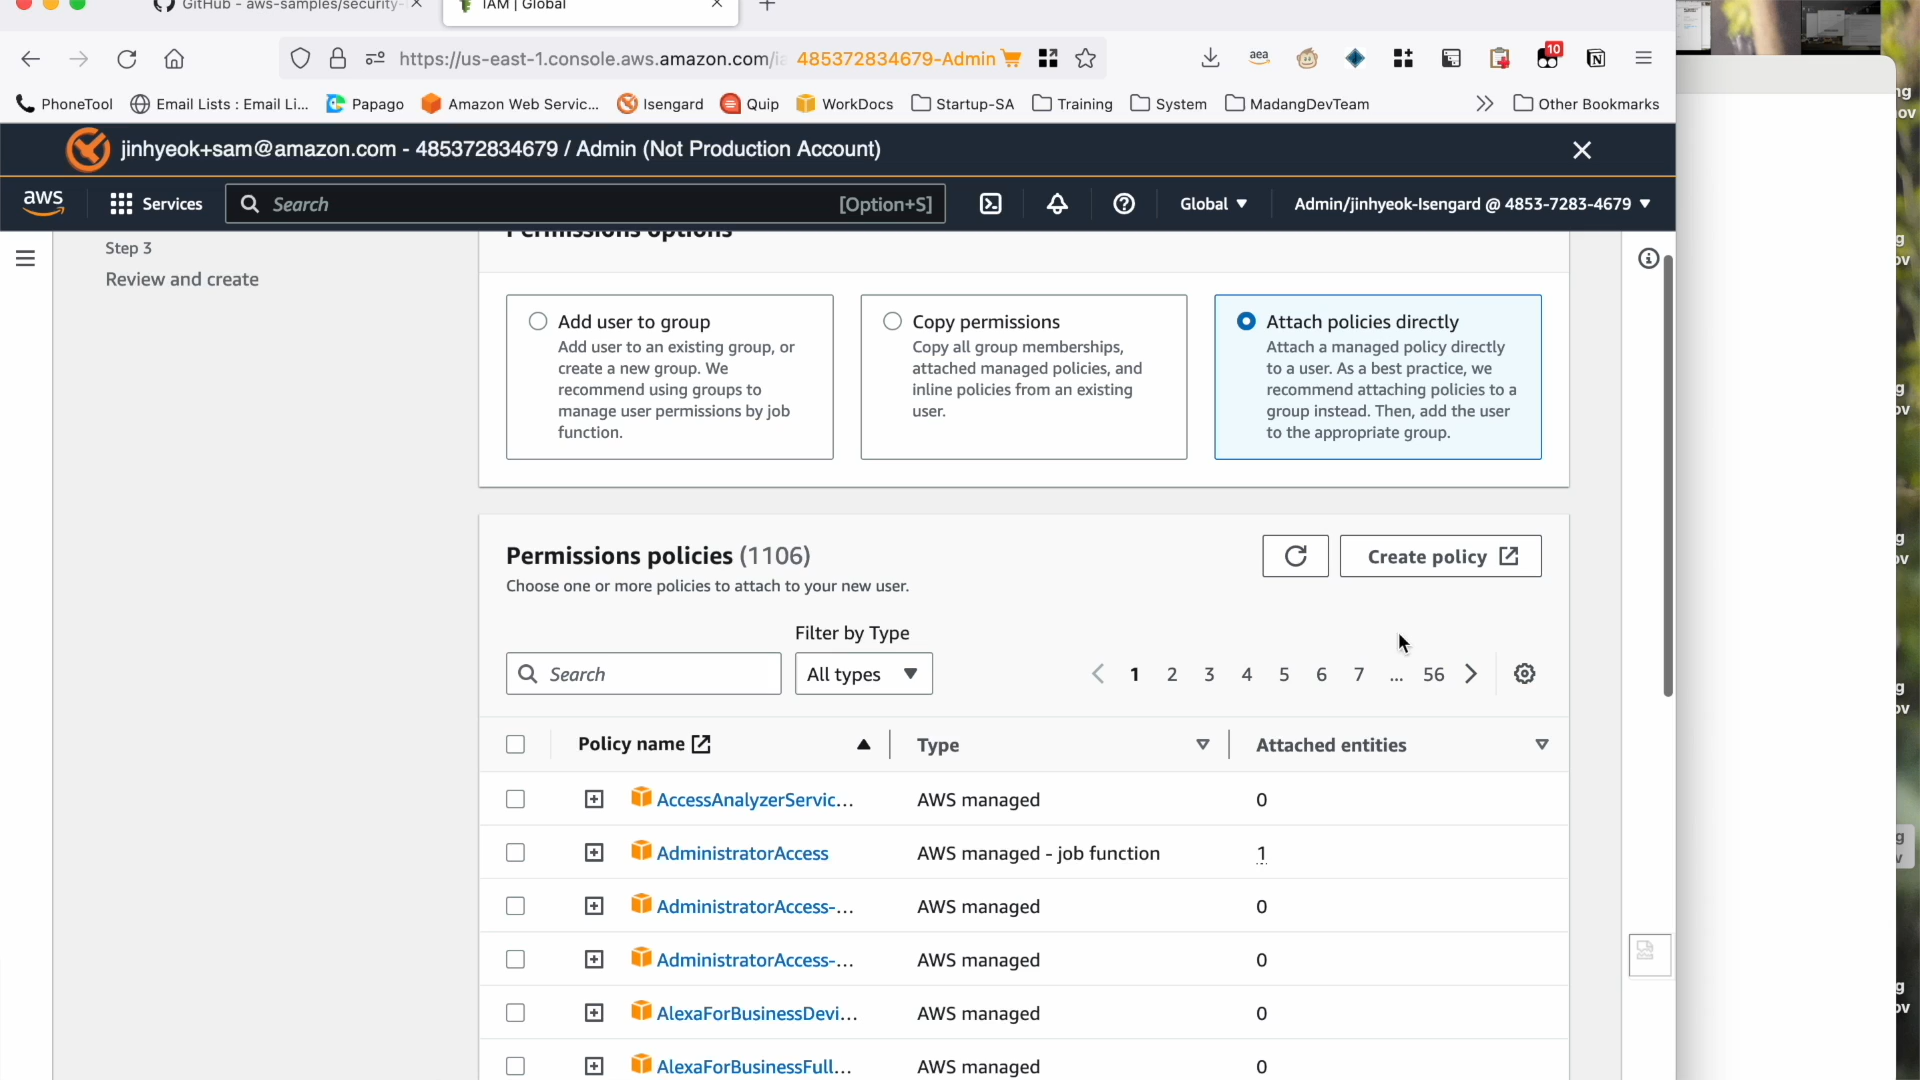 GitHub - aws-samples/security-
IAM | Global
https://us-east-1.console.aws.amazon.com/ia 485372834679-Admin
aea
10
PhoneTool
Email Lists : Email Li...
Papago
Amazon Web Servic...
Isengard
Quip
WorkDocs
Startup-SA
Training
System
MadangDevTeam
Other Bookmarks
jinhyeok+sam@amazon.com - 485372834679 / Admin (Not Production Account)
aws
Services
Search
[Option+S]
Global
Admin/jinhyeok-Isengard @ 4853-7283-4679
Step 3
Review and create
Permissions options
Add user to group
Add user to an existing group, or
create a new group. We
recommend using groups to
manage user permissions by job
function.
Copy permissions
Copy all group memberships,
attached managed policies, and
inline policies from an existing
user.
Attach policies directly
Attach a managed policy directly
to a user. As a best practice, we
recommend attaching policies to a
group instead. Then, add the user
to the appropriate group.
Permissions policies (1106)
Choose one or more policies to attach to your new user.
Create policy
Filter by Type
Search
All types
1 2 3 4 5 6 7 ... 56
Policy name
Type
Attached entities
AccessAnalyzerServic... AWS managed 0
AdministratorAccess AWS managed - job function 1
AdministratorAccess-... AWS managed 0
AdministratorAccess-... AWS managed 0
AlexaForBusinessDevi... AWS managed 0
AlexaForBusinessFull... AWS managed 0